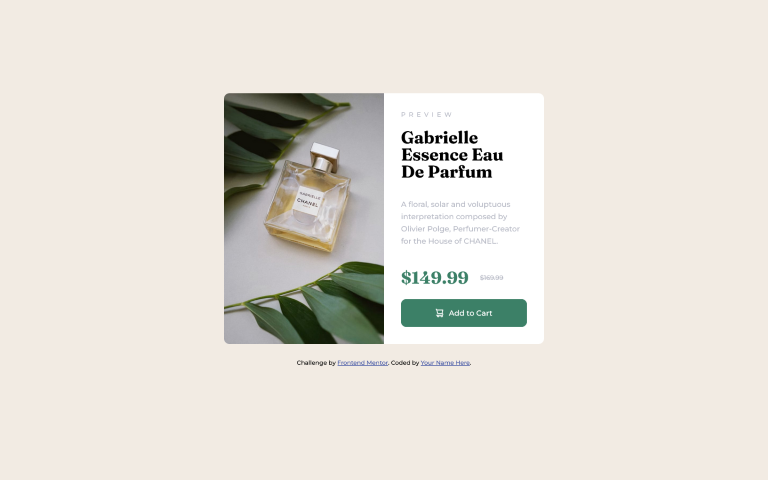 PREVIEW
Gabrielle
Essence Eau
De Parfum
A floral, solar and voluptuous
interpretation composed by
Olivier Polge, Perfumer-Creator
for the House of CHANEL.
$149.99 $169.99
Add to Cart
GABRIELLE
CHANEL
Challenge by Frontend Mentor. Coded by Your Name Here.